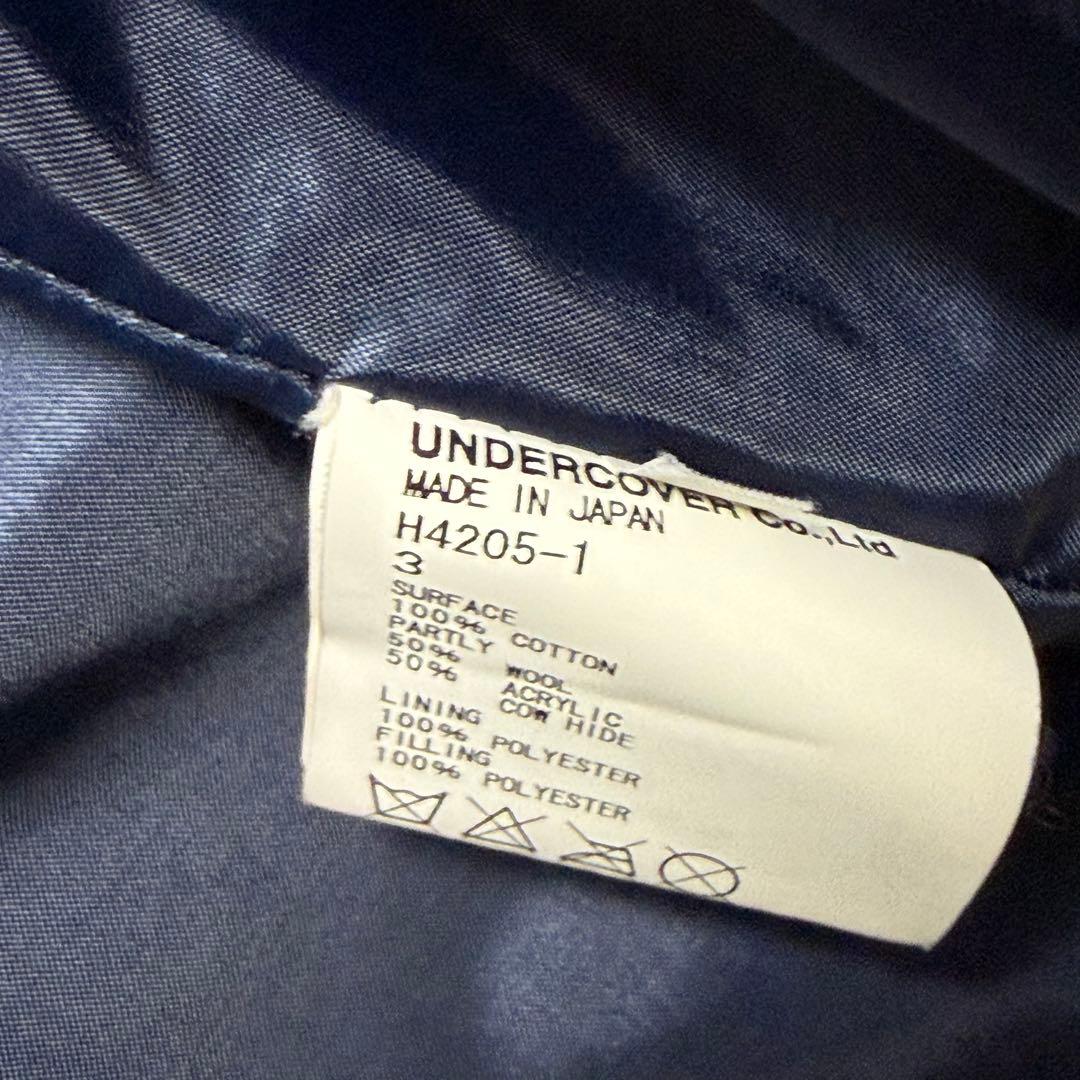 UNDERCOVER Co.,Ltd
MADE IN JAPAN
H4205-1
3
SURFACE
100% COTTON
PARTLY
50% WOOL
50% ACRYLIC
COW HIDE
LINING
100% POLYESTER
FILLING
100% POLYESTER